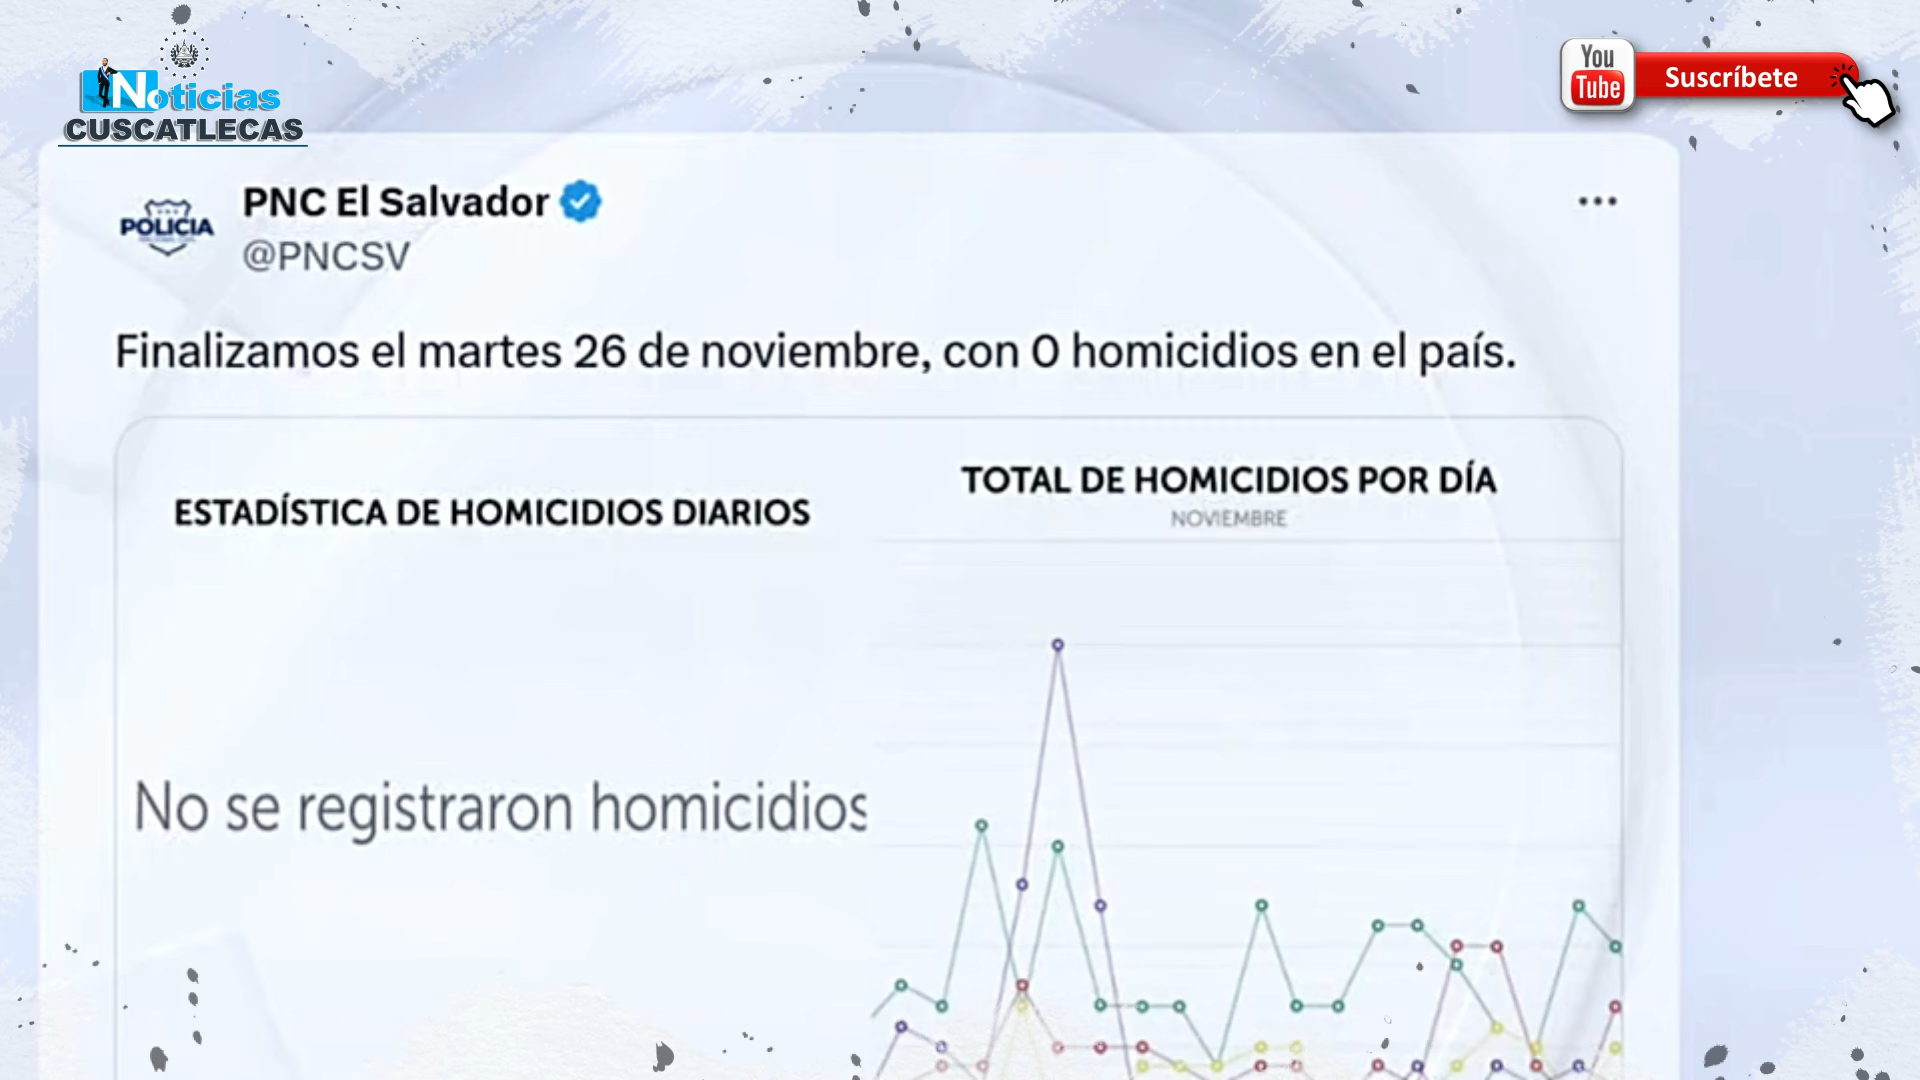 Noticias
CUSCATLECAS
You
Tube
Suscríbete
PNC El Salvador
@PNCSV
POLICIA
Finalizamos el martes 26 de noviembre, con 0 homicidios en el país.
ESTADÍSTICA DE HOMICIDIOS DIARIOS
TOTAL DE HOMICIDIOS POR DÍA
NOVIEMBRE
No se registraron homicidios